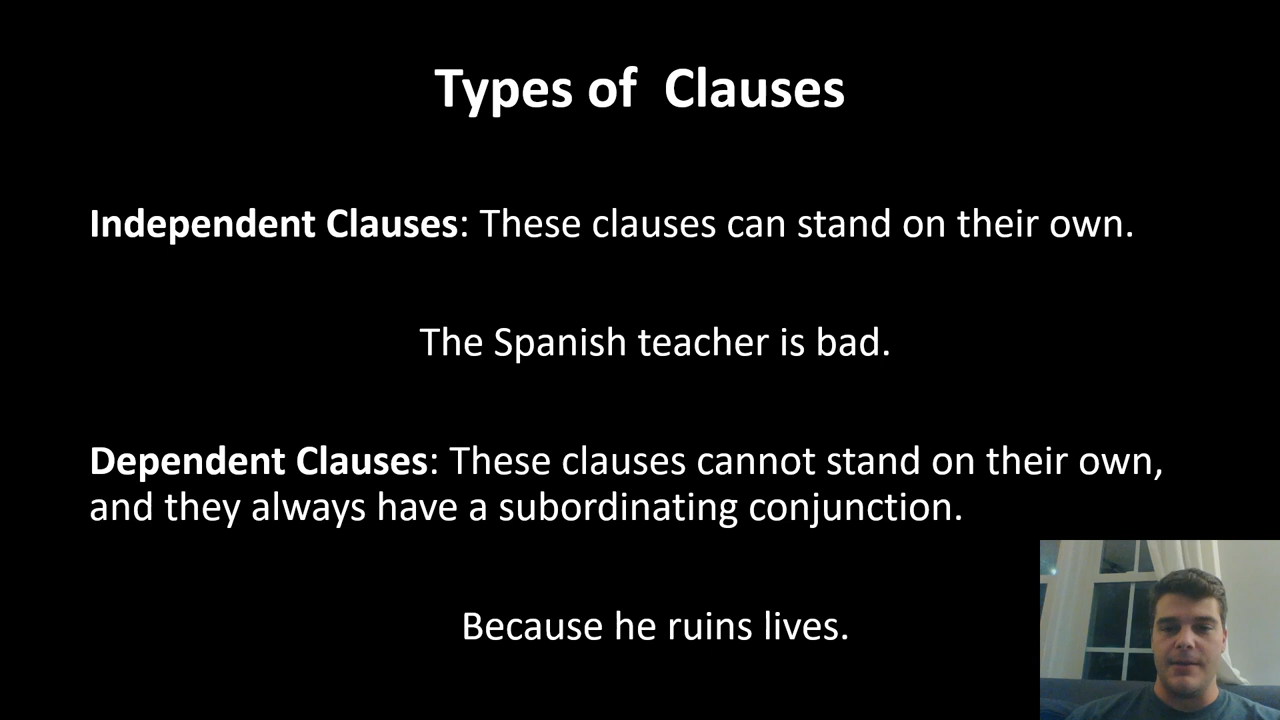 Types of  Clauses
Independent Clauses: These clauses can stand on their own.
The Spanish teacher is bad.
Dependent Clauses: These clauses cannot stand on their own,
and they always have a subordinating conjunction.
Because he ruins lives.